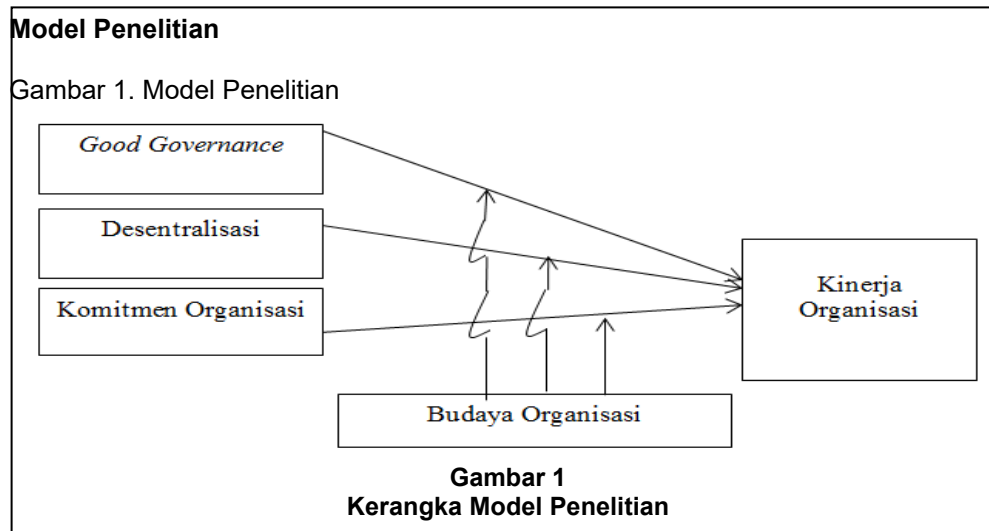 Model Penelitian
Gambar 1. Model Penelitian
Good Governance
Desentralisasi
Komitmen Organisasi
Kinerja
Organisasi
Budaya Organisasi
Gambar 1
Kerangka Model Penelitian